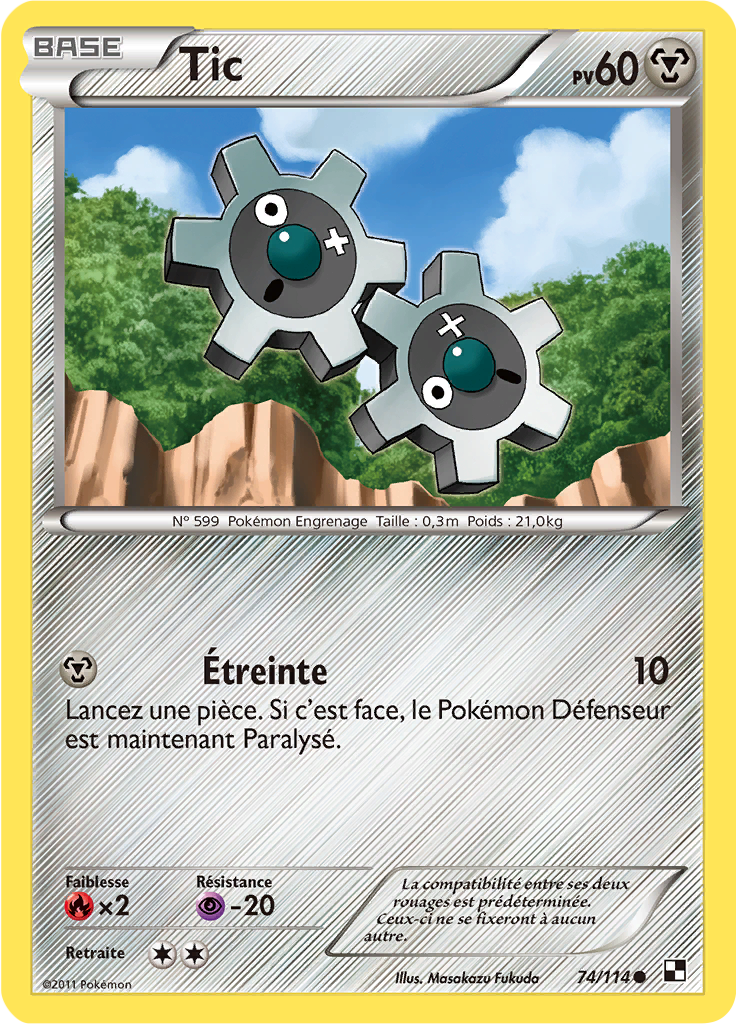 BASE
Tic
PV60
N° 599 Pokémon Engrenage Taille : 0,3m Poids : 21,0kg
Étreinte 10
Lancez une pièce. Si c'est face, le Pokémon Défenseur
est maintenant Paralysé.
Faiblesse
×2
Résistance
-20
Retraite
La compatibilité entre ses deux
rouages est prédéterminée.
Ceux-ci ne se fixeront à aucun
autre.
©2011 Pokémon
Illus. Masakazu Fukuda
74/114